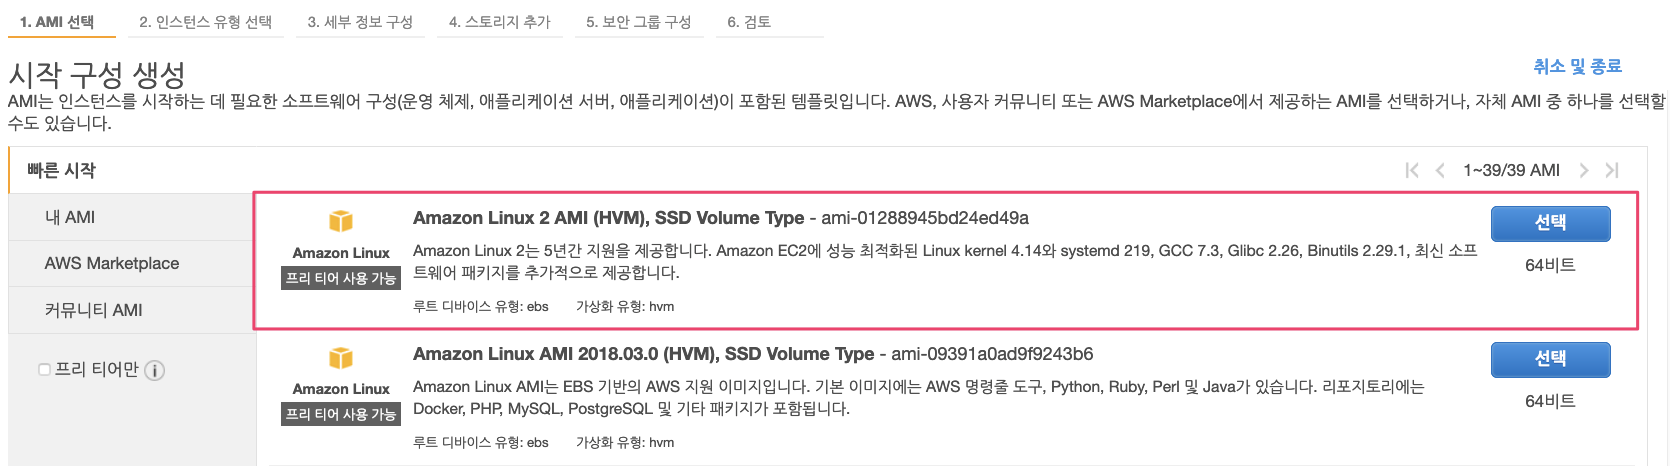 1. AMI 선택 2. 인스턴스 유형 선택 3. 세부 정보 구성 4. 스토리지 추가 5. 보안 그룹 구성 6. 검토
시작 구성 생성
취소 및 종료
AMI는 인스턴스를 시작하는 데 필요한 소프트웨어 구성(운영 체제, 애플리케이션 서버, 애플리케이션)이 포함된 템플릿입니다. AWS, 사용자 커뮤니티 또는 AWS Marketplace에서 제공하는 AMI를 선택하거나, 자체 AMI 중 하나를 선택할
수도 있습니다.
빠른 시작
1~39/39 AMI
내 AMI
AWS Marketplace
커뮤니티 AMI
프리 티어만
Amazon Linux
프리 티어 사용 가능
Amazon Linux 2 AMI (HVM), SSD Volume Type - ami-01288945bd24ed49a
Amazon Linux 2는 5년간 지원을 제공합니다. Amazon EC2에 성능 최적화된 Linux kernel 4.14와 systemd 219, GCC 7.3, Glibc 2.26, Binutils 2.29.1, 최신 소프
트웨어 패키지를 추가적으로 제공합니다.
루트 디바이스 유형: ebs 가상화 유형: hvm
선택
64비트
Amazon Linux
프리 티어 사용 가능
Amazon Linux AMI 2018.03.0 (HVM), SSD Volume Type - ami-09391a0ad9f9243b6
Amazon Linux AMI는 EBS 기반의 AWS 지원 이미지입니다. 기본 이미지에는 AWS 명령줄 도구, Python, Ruby, Perl 및 Java가 있습니다. 리포지토리에는
Docker, PHP, MySQL, PostgreSQL 및 기타 패키지가 포함됩니다.
루트 디바이스 유형: ebs 가상화 유형: hvm
선택
64비트